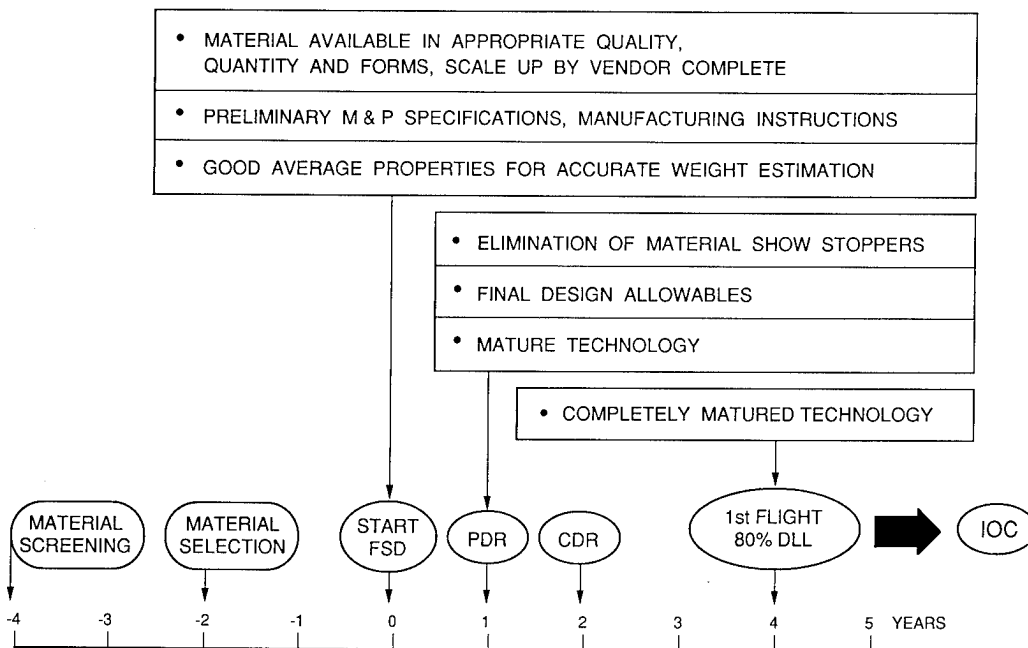 • MATERIAL AVAILABLE IN APPROPRIATE QUALITY,
QUANTITY AND FORMS, SCALE UP BY VENDOR COMPLETE
• PRELIMINARY M & P SPECIFICATIONS, MANUFACTURING INSTRUCTIONS
• GOOD AVERAGE PROPERTIES FOR ACCURATE WEIGHT ESTIMATION
• ELIMINATION OF MATERIAL SHOW STOPPERS
• FINAL DESIGN ALLOWABLES
• MATURE TECHNOLOGY
• COMPLETELY MATURED TECHNOLOGY
MATERIAL
SCREENING
MATERIAL
SELECTION
START
FSD
PDR
CDR
1st FLIGHT
80% DLL
IOC
-4 -3 -2 -1 0 1 2 3 4 5 YEARS